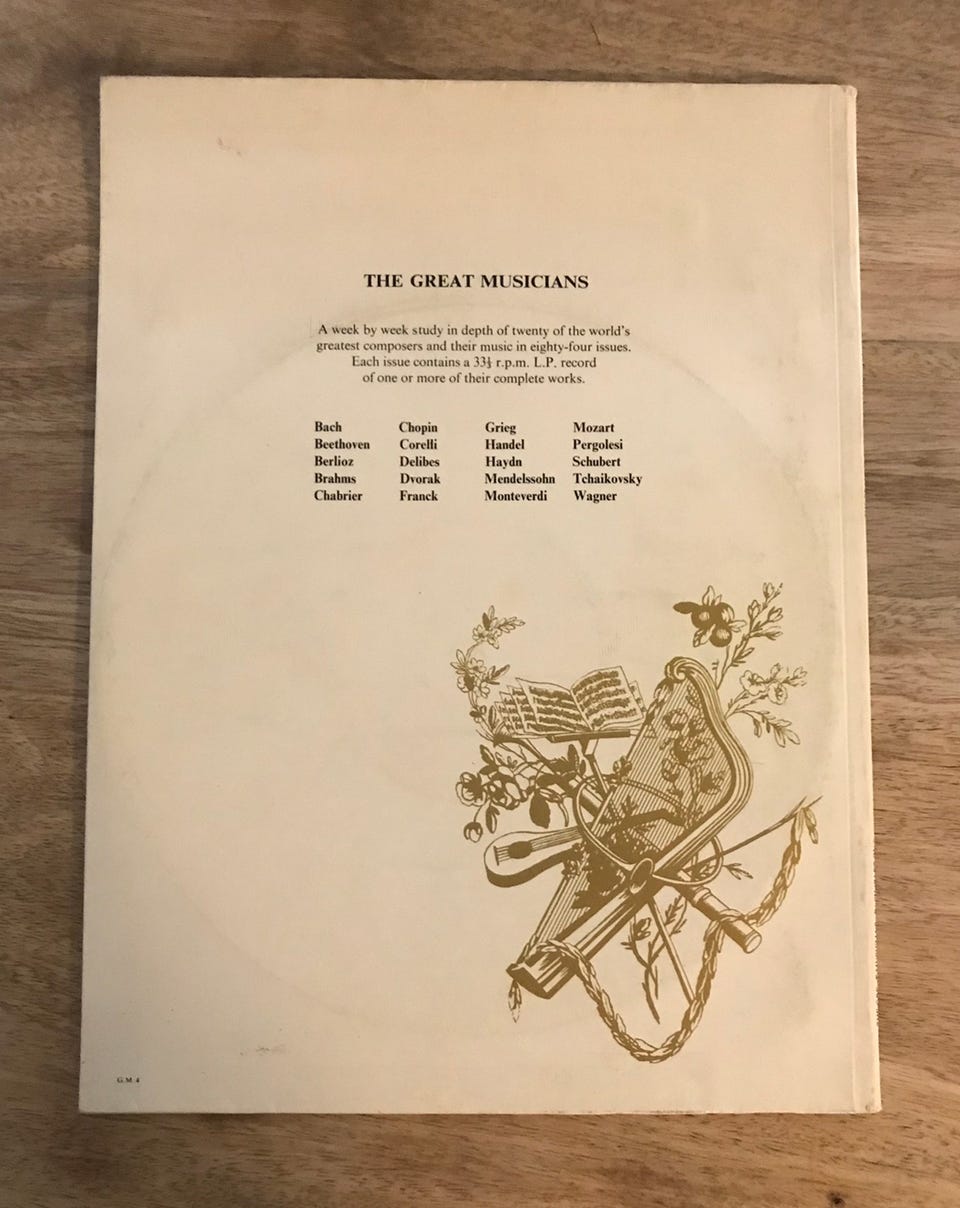 THE GREAT MUSICIANS
A week by week study in depth of twenty of the world's
greatest composers and their music in eighty-four issues.
Each issue contains a 33⅓ r.p.m. L.P. record
of one or more of their complete works.
Bach Chopin Grieg Mozart
Beethoven Corelli Handel Pergolesi
Berlioz Delibes Haydn Schubert
Brahms Dvorak Mendelssohn Tchaikovsky
Chabrier Franck Monteverdi Wagner
G.M.4